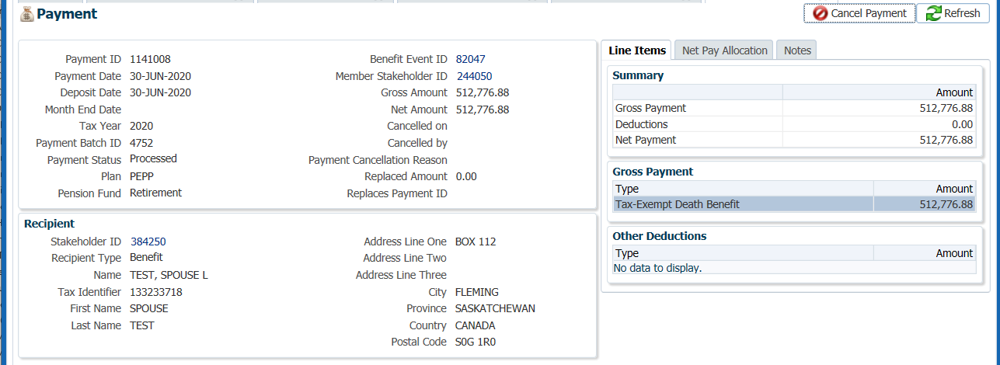 Payment
Cancel Payment
Refresh
Payment ID 1141008
Payment Date 30-JUN-2020
Deposit Date 30-JUN-2020
Month End Date
Tax Year 2020
Payment Batch ID 4752
Payment Status Processed
Plan PEPP
Pension Fund Retirement
Benefit Event ID 82047
Member Stakeholder ID 244050
Gross Amount 512,776.88
Net Amount 512,776.88
Cancelled on
Cancelled by
Payment Cancellation Reason
Replaced Amount 0.00
Replaces Payment ID
Recipient
Stakeholder ID 384250
Recipient Type Benefit
Name TEST, SPOUSE L
Tax Identifier 133233718
First Name SPOUSE
Last Name TEST
Address Line One BOX 112
Address Line Two
Address Line Three
City FLEMING
Province SASKATCHEWAN
Country CANADA
Postal Code S0G 1R0
Line Items Net Pay Allocation Notes
Summary
Amount
Gross Payment 512,776.88
Deductions 0.00
Net Payment 512,776.88
Gross Payment
Type Amount
Tax-Exempt Death Benefit 512,776.88
Other Deductions
Type Amount
No data to display.